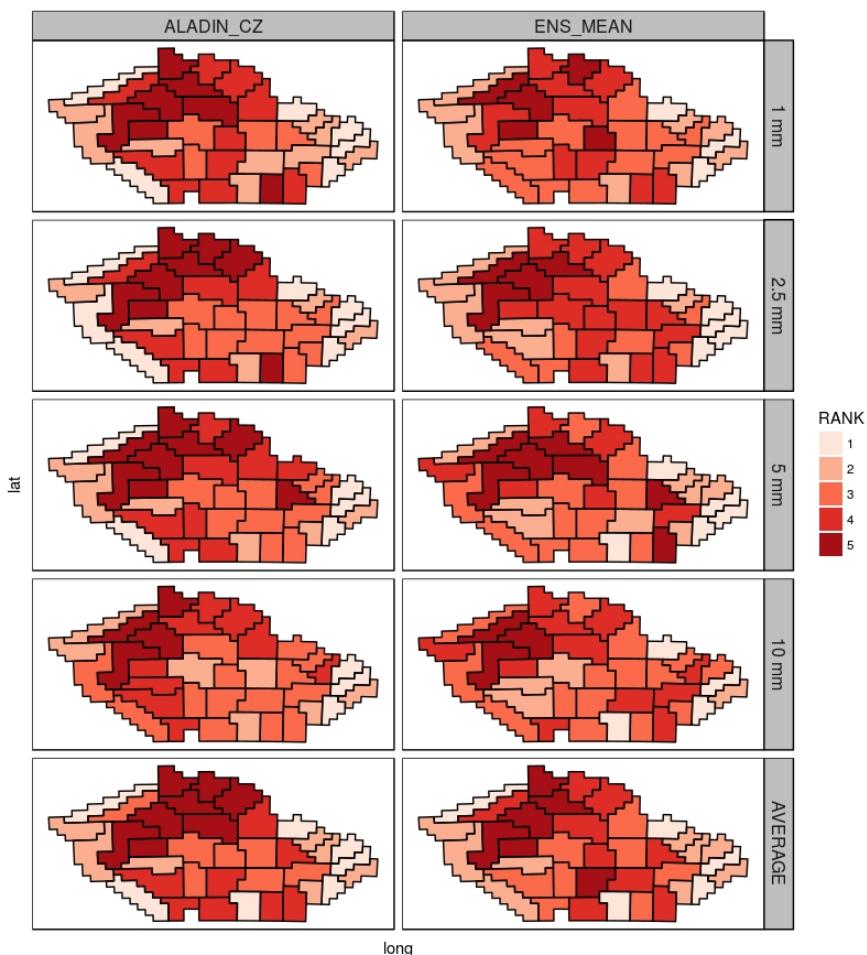 ALADIN_CZ
ENS_MEAN
1 mm
2.5 mm
5 mm
10 mm
AVERAGE
lat
long
RANK
1
2
3
4
5